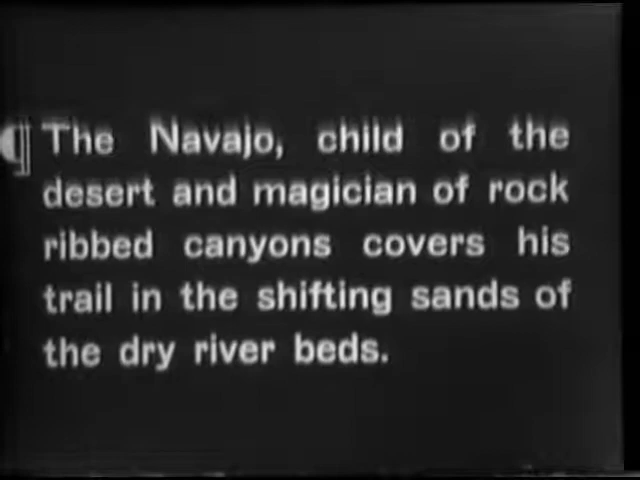 ¶ The Navajo, child of the
desert and magician of rock
ribbed canyons covers his
trail in the shifting sands of
the dry river beds.